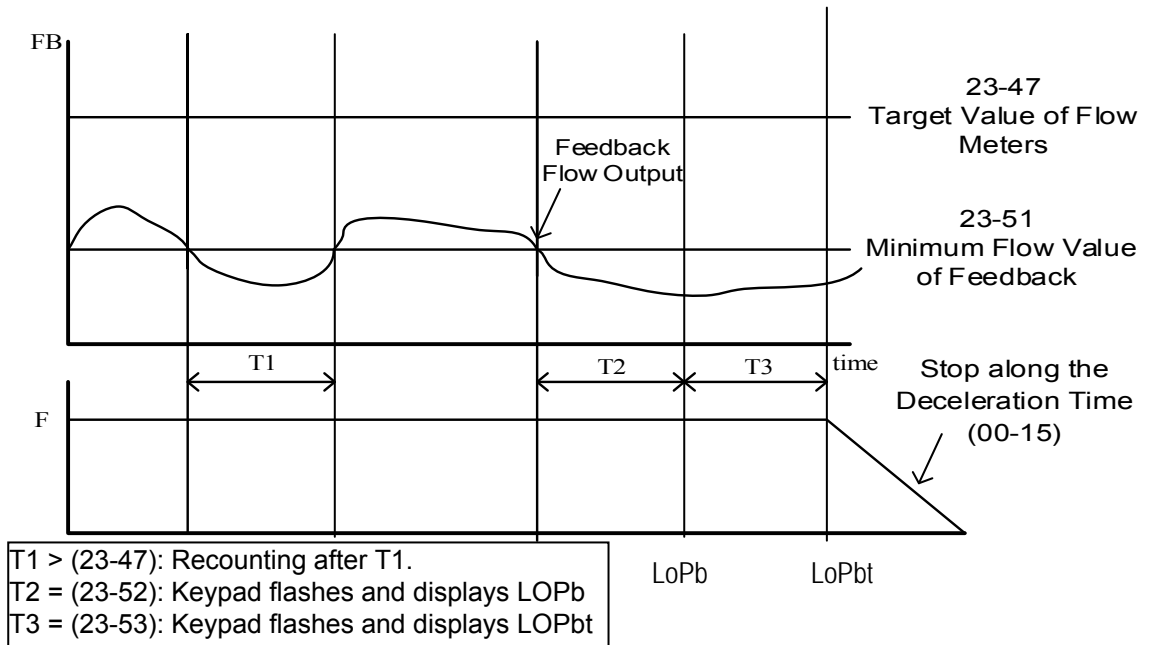 FB
23-47
Target Value of Flow
Meters
Feedback
Flow Output
23-51
Minimum Flow Value
of Feedback
T1
T2
T3
time
F
Stop along the
Deceleration Time
(00-15)
T1 > (23-47): Recounting after T1.
T2 = (23-52): Keypad flashes and displays LOPb
T3 = (23-53): Keypad flashes and displays LOPbt
LoPb
LoPbt